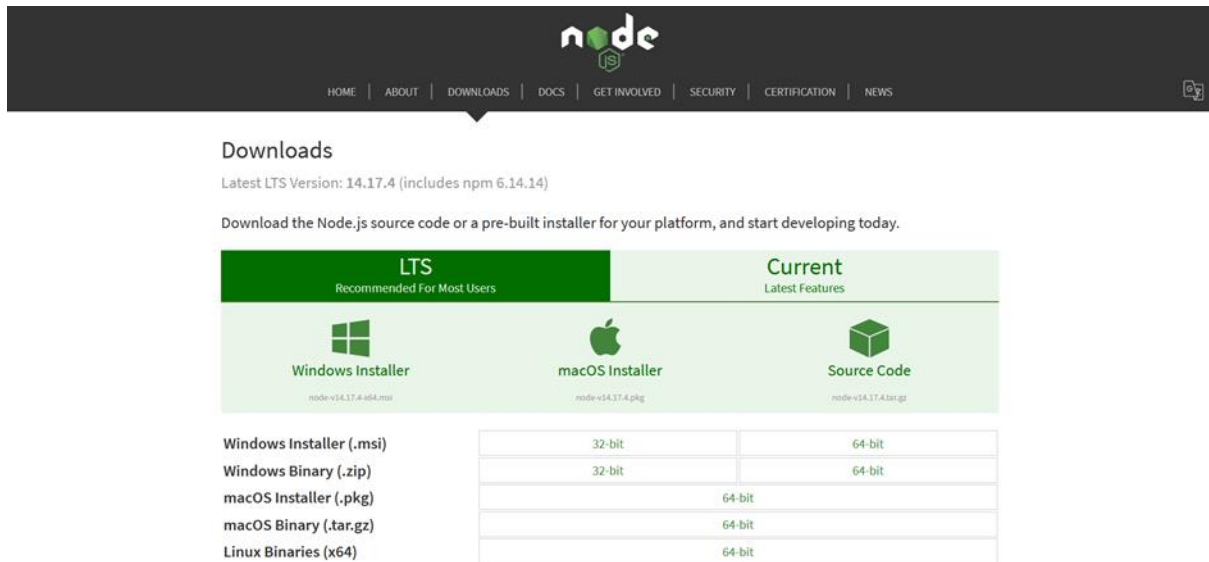 node
JS
HOME | ABOUT | DOWNLOADS | DOCS | GET INVOLVED | SECURITY | CERTIFICATION | NEWS
Downloads
Latest LTS Version: 14.17.4 (includes npm 6.14.14)
Download the Node.js source code or a pre-built installer for your platform, and start developing today.
LTS Current
Recommended For Most Users Latest Features
Windows Installer macOS Installer Source Code
node-v14.17.4-x64.msi node-v14.17.4.pkg node-v14.17.4.tar.gz
Windows Installer (.msi) 32-bit 64-bit
Windows Binary (.zip) 32-bit 64-bit
macOS Installer (.pkg) 64-bit
macOS Binary (.tar.gz) 64-bit
Linux Binaries (x64) 64-bit